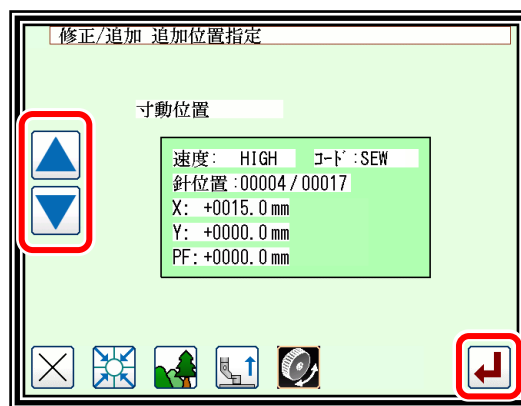 修正/追加 追加位置指定
寸動位置
速度: HIGH ｺｰﾄﾞ:SEW
針位置:00004/00017
X: +0015.0mm
Y: +0000.0mm
PF:+0000.0mm